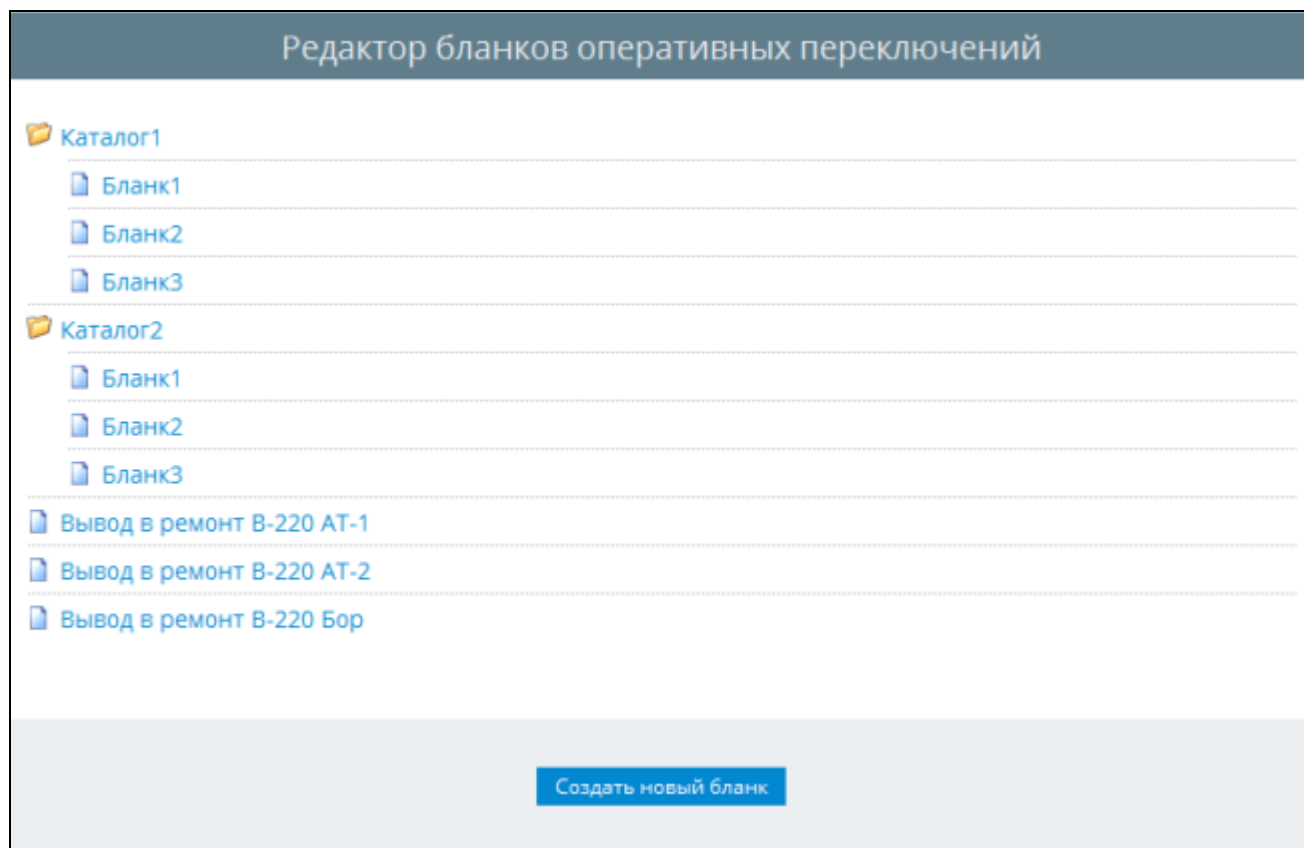 Редактор бланков оперативных переключений
Каталог1
Бланк1
Бланк2
Бланк3
Каталог2
Бланк1
Бланк2
Бланк3
Вывод в ремонт В-220 АТ-1
Вывод в ремонт В-220 АТ-2
Вывод в ремонт В-220 Бор
Создать новый бланк